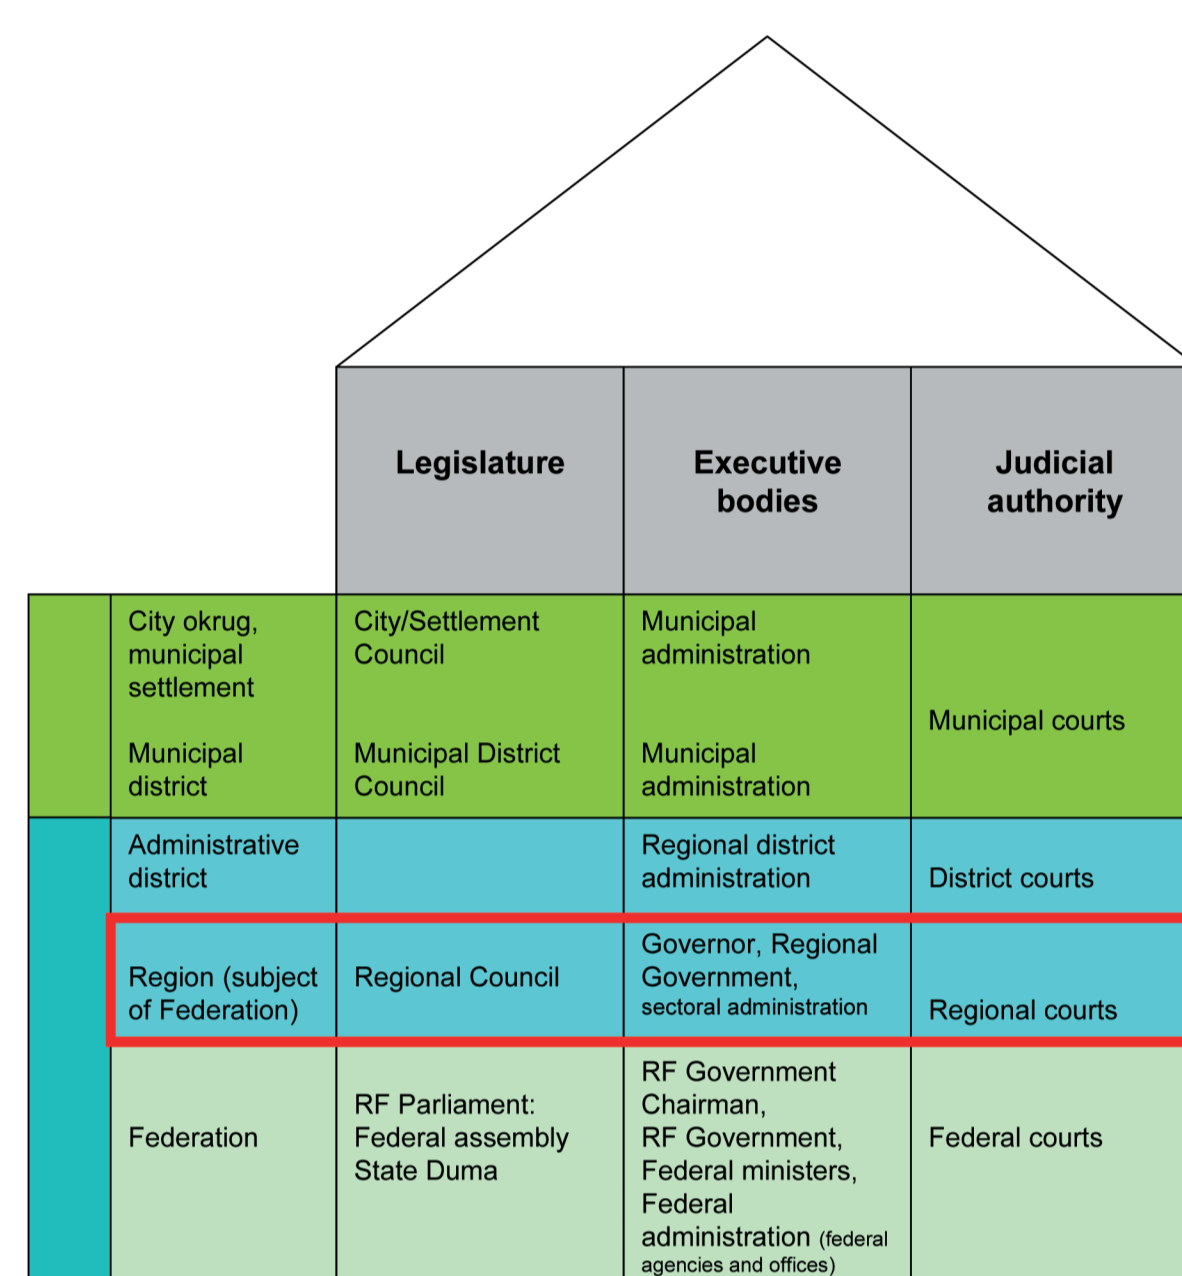 Legislature
Executive
bodies
Judicial
authority
City okrug,
municipal
settlement
City/Settlement
Council
Municipal
administration
Municipal
district
Municipal District
Council
Municipal
administration
Municipal courts
Administrative
district
Regional district
administration
District courts
Region (subject
of Federation)
Regional Council
Governor, Regional
Government,
sectoral administration
Regional courts
Federation
RF Parliament:
Federal assembly
State Duma
RF Government
Chairman,
RF Government,
Federal ministers,
Federal
administration (federal
agencies and offices)
Federal courts